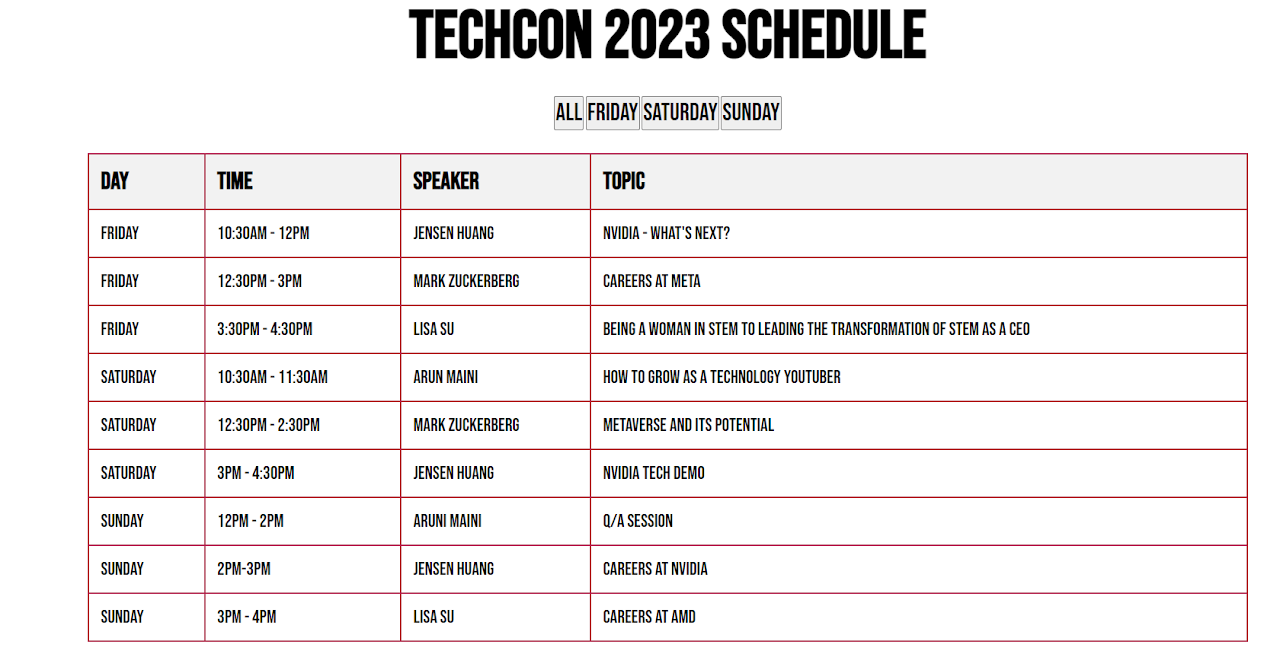 TECHCON 2023 SCHEDULE
ALL FRIDAY SATURDAY SUNDAY
DAY TIME SPEAKER TOPIC
FRIDAY 10:30AM - 12PM JENSEN HUANG NVIDIA - WHAT'S NEXT?
FRIDAY 12:30PM - 3PM MARK ZUCKERBERG CAREERS AT META
FRIDAY 3:30PM - 4:30PM LISA SU BEING A WOMAN IN STEM TO LEADING THE TRANSFORMATION OF STEM AS A CEO
SATURDAY 10:30AM - 11:30AM ARUN MAINI HOW TO GROW AS A TECHNOLOGY YOUTUBER
SATURDAY 12:30PM - 2:30PM MARK ZUCKERBERG METAVERSE AND ITS POTENTIAL
SATURDAY 3PM - 4:30PM JENSEN HUANG NVIDIA TECH DEMO
SUNDAY 12PM - 2PM ARUNI MAINI Q/A SESSION
SUNDAY 2PM-3PM JENSEN HUANG CAREERS AT NVIDIA
SUNDAY 3PM - 4PM LISA SU CAREERS AT AMD